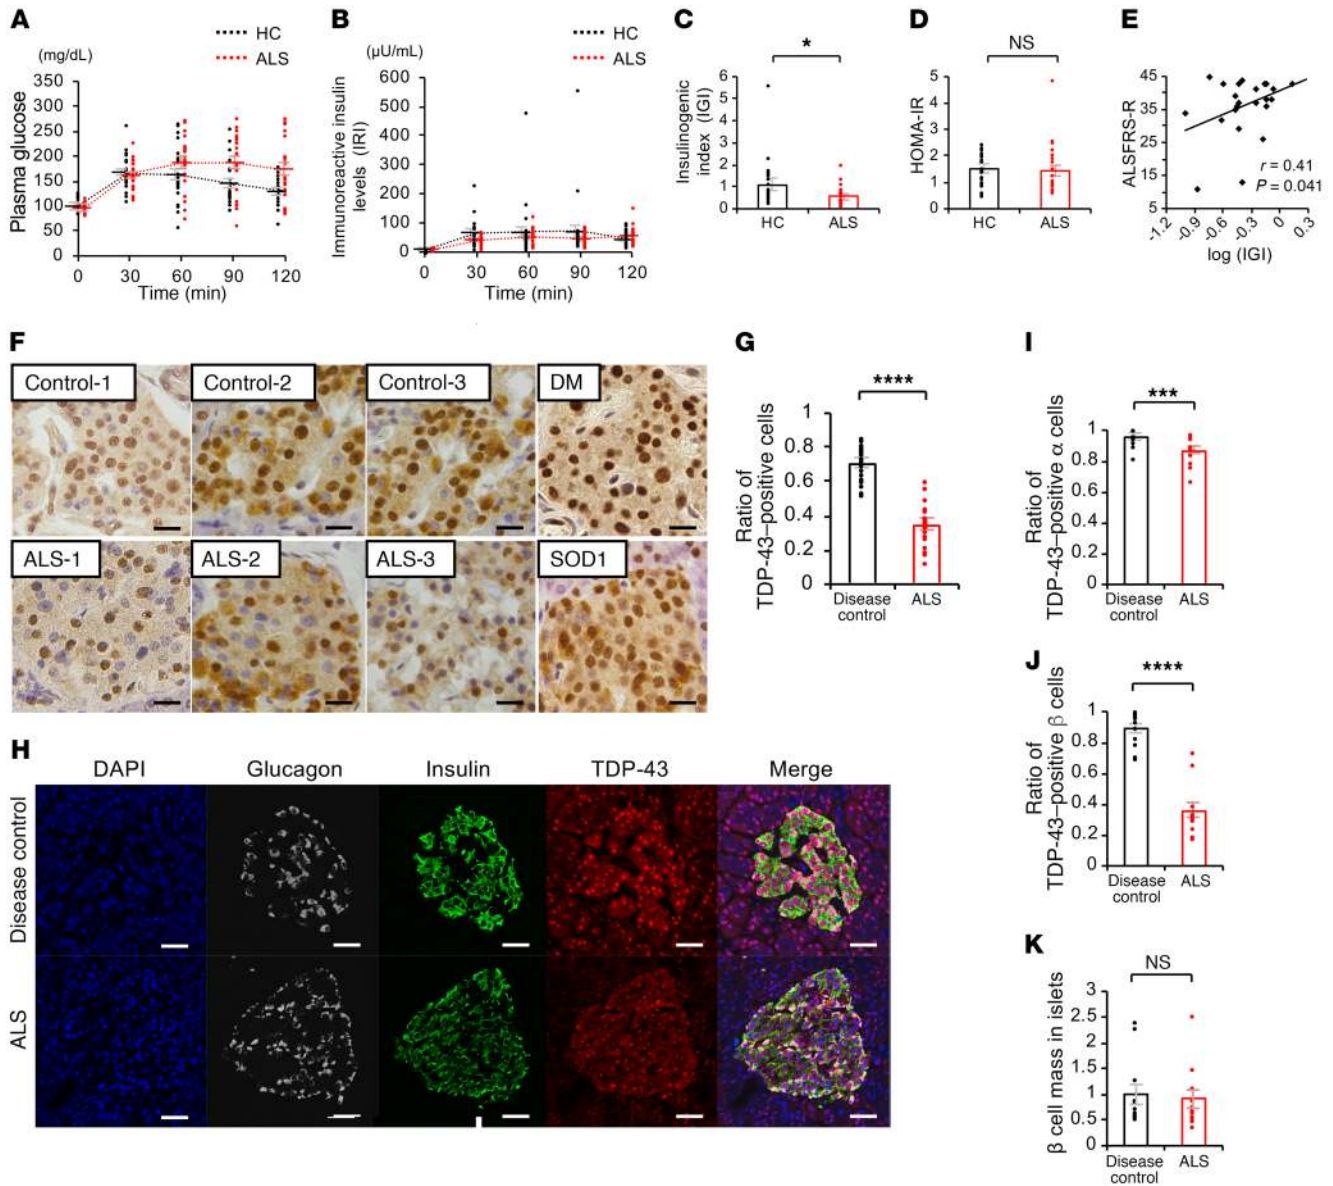 A
(mg/dL)
HC
ALS
Plasma glucose
350
300
250
200
150
100
50
0
0 30 60 90 120
Time (min)
B
(μU/mL)
HC
ALS
Immunoreactive insulin
levels (IRI)
600
500
400
300
200
100
0
0 30 60 90 120
Time (min)
C
*
Insulinogenic
index (IGI)
6
5
4
3
2
1
0
HC ALS
D
NS
HOMA-IR
5
4
3
2
1
0
HC ALS
E
ALSFRS-R
45
35
25
15
5
r = 0.41
P = 0.041
-1.2 -0.9 -0.6 -0.3 0 0.3
log (IGI)
F
Control-1 Control-2 Control-3 DM
ALS-1 ALS-2 ALS-3 SOD1
G
****
Ratio of
TDP-43–positive cells
1
0.8
0.6
0.4
0.2
0
Disease
control
ALS
H
DAPI Glucagon Insulin TDP-43 Merge
Disease control
ALS
I
***
Ratio of
TDP-43–positive α cells
1
0.8
0.6
0.4
0.2
0
Disease
control
ALS
J
****
Ratio of
TDP-43–positive β cells
1
0.8
0.6
0.4
0.2
0
Disease
control
ALS
K
NS
β cell mass in islets
3
2.5
2
1.5
1
0.5
0
Disease
control
ALS